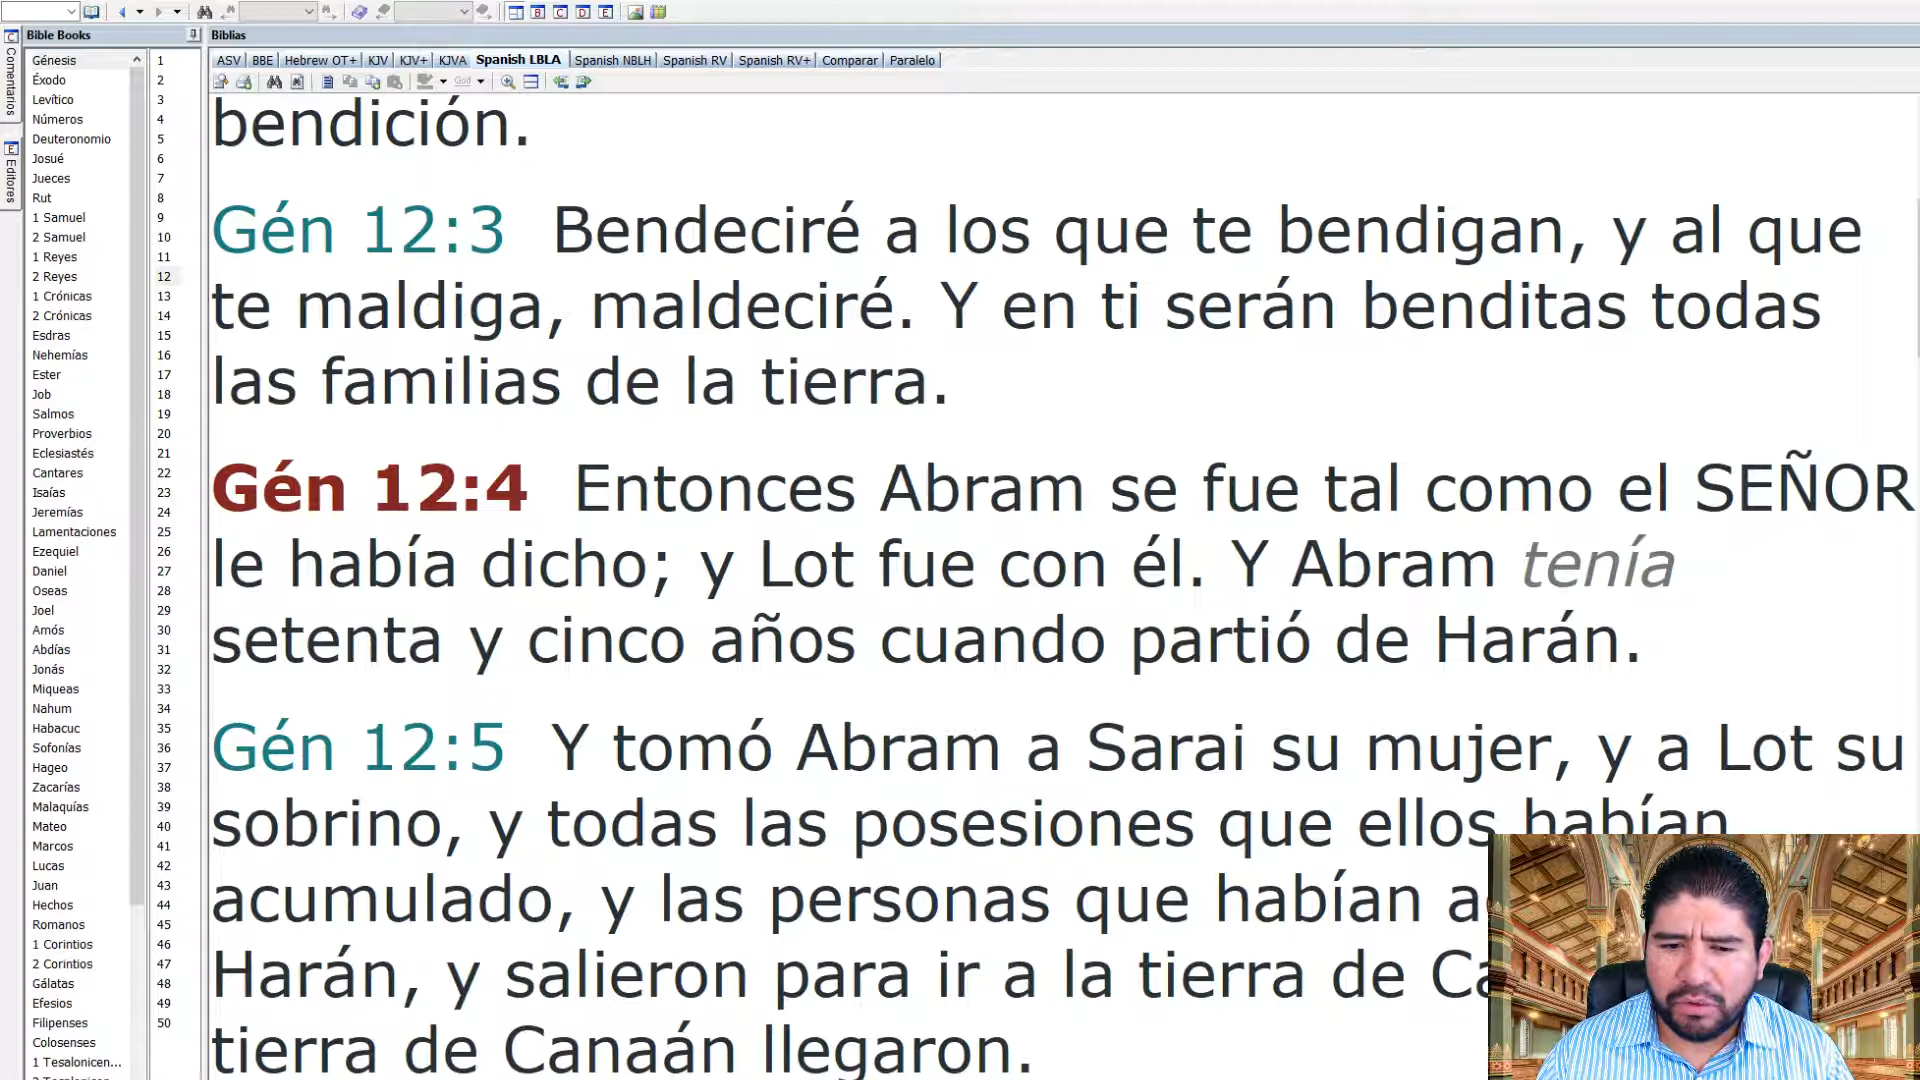 Bible Books
Biblias
Comentarios
Editores
ASV BBE Hebrew OT+ KJV KJV+ KJVA Spanish LBLA Spanish NBLH Spanish RV Spanish RV+ Comparar Paralelo
Génesis 1
Éxodo 2
Levítico 3
Números 4
Deuteronomio 5
Josué 6
Jueces 7
Rut 8
1 Samuel 9
2 Samuel 10
1 Reyes 11
2 Reyes 12
1 Crónicas 13
2 Crónicas 14
Esdras 15
Nehemías 16
Ester 17
Job 18
Salmos 19
Proverbios 20
Eclesiastés 21
Cantares 22
Isaías 23
Jeremías 24
Lamentaciones 25
Ezequiel 26
Daniel 27
Oseas 28
Joel 29
Amós 30
Abdías 31
Jonás 32
Miqueas 33
Nahum 34
Habacuc 35
Sofonías 36
Hageo 37
Zacarías 38
Malaquías 39
Mateo 40
Marcos 41
Lucas 42
Juan 43
Hechos 44
Romanos 45
1 Corintios 46
2 Corintios 47
Gálatas 48
Efesios 49
Filipenses 50
Colosenses
1 Tesalonicen...
bendición.
Gén 12:3 Bendeciré a los que te bendigan, y al que
te maldiga, maldeciré. Y en ti serán benditas todas
las familias de la tierra.
Gén 12:4 Entonces Abram se fue tal como el SEÑOR
le había dicho; y Lot fue con él. Y Abram tenía
setenta y cinco años cuando partió de Harán.
Gén 12:5 Y tomó Abram a Sarai su mujer, y a Lot su
sobrino, y todas las posesiones que ellos habían
acumulado, y las personas que habían a
Harán, y salieron para ir a la tierra de Ca
tierra de Canaán llegaron.